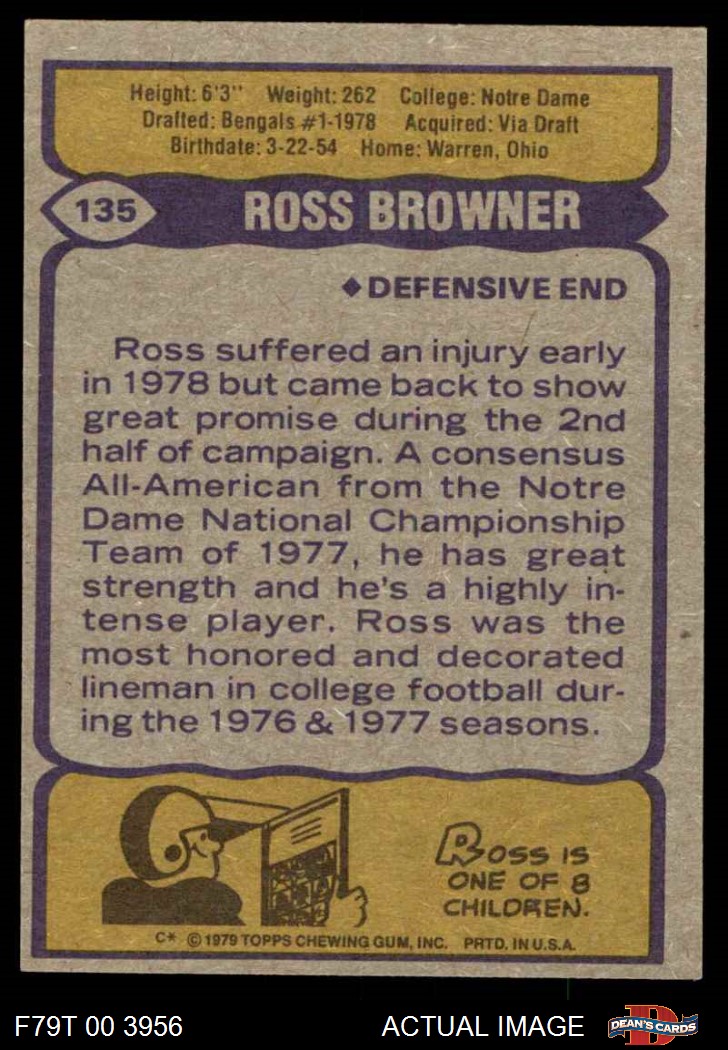 Height: 6'3" Weight: 262 College: Notre Dame
Drafted: Bengals #1-1978 Acquired: Via Draft
Birthdate: 3-22-54 Home: Warren, Ohio
135 ROSS BROWNER
◆ DEFENSIVE END
Ross suffered an injury early
in 1978 but came back to show
great promise during the 2nd
half of campaign. A consensus
All-American from the Notre
Dame National Championship
Team of 1977, he has great
strength and he's a highly in-
tense player. Ross was the
most honored and decorated
lineman in college football dur-
ing the 1976 & 1977 seasons.
ROSS IS
ONE OF 8
CHILDREN.
C* © 1979 TOPPS CHEWING GUM, INC. PRTD. IN U.S.A.
F79T 00 3956 ACTUAL IMAGE D DEAN'S CARDS